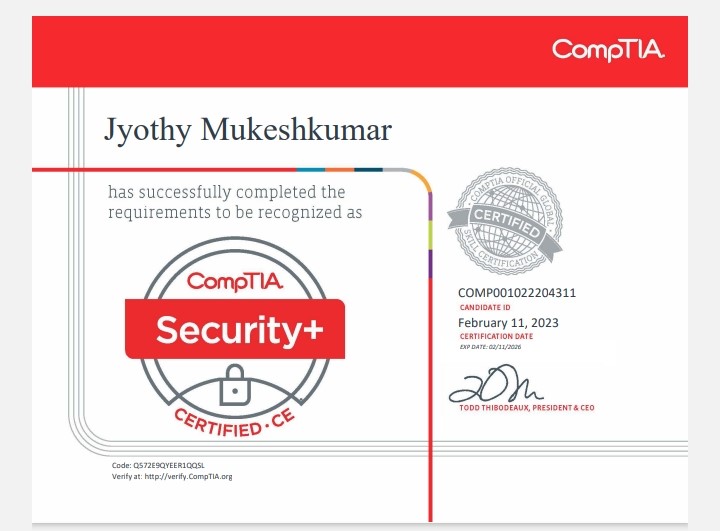 CompTIA.
Jyothy Mukeshkumar
has successfully completed the
requirements to be recognized as
CompTIA.
Security+
CERTIFIED·CE
·COMPTIA OFFICIAL GLOBAL·
CERTIFIED
SKILL CERTIFICATION
COMP001022204311
CANDIDATE ID
February 11, 2023
CERTIFICATION DATE
EXP DATE: 02/11/2026
TODD THIBODEAUX, PRESIDENT & CEO
Code: Q572E9QYEER1QQSL
Verify at: http://verify.CompTIA.org